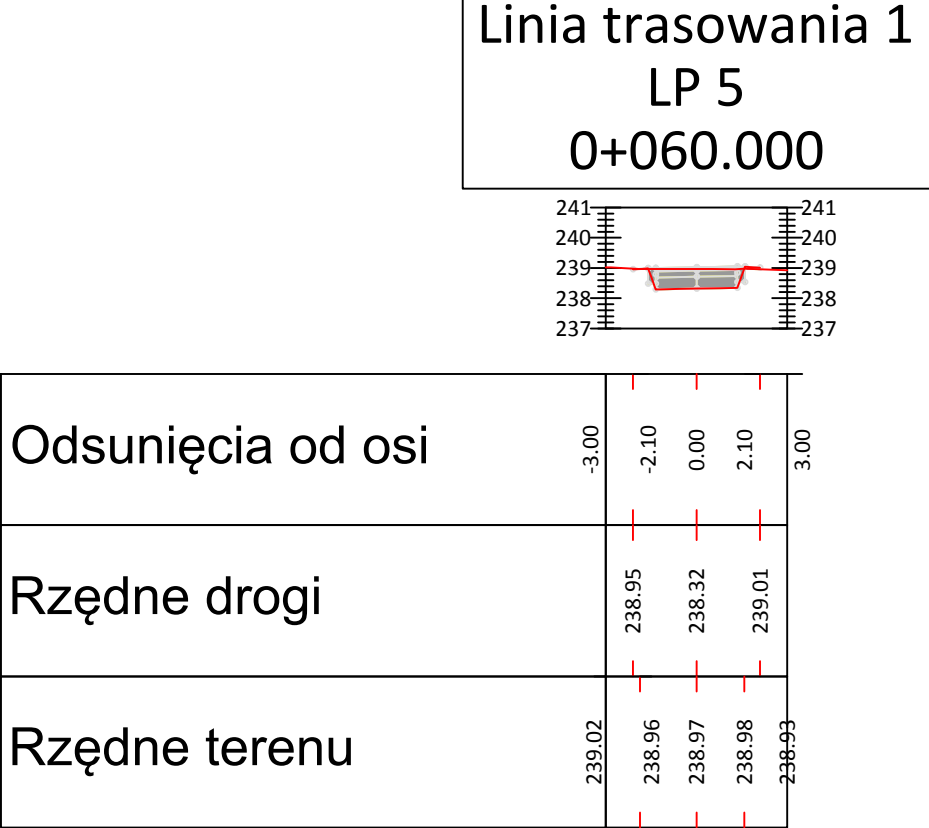 Linia trasowania 1
LP 5
0+060.000
241 241
240 240
239 239
238 238
237 237
Odsunięcia od osi -3.00 -2.10 0.00 2.10 3.00
Rzędne drogi 238.95 238.32 239.01
Rzędne terenu 239.02 238.96 238.97 238.98 238.93